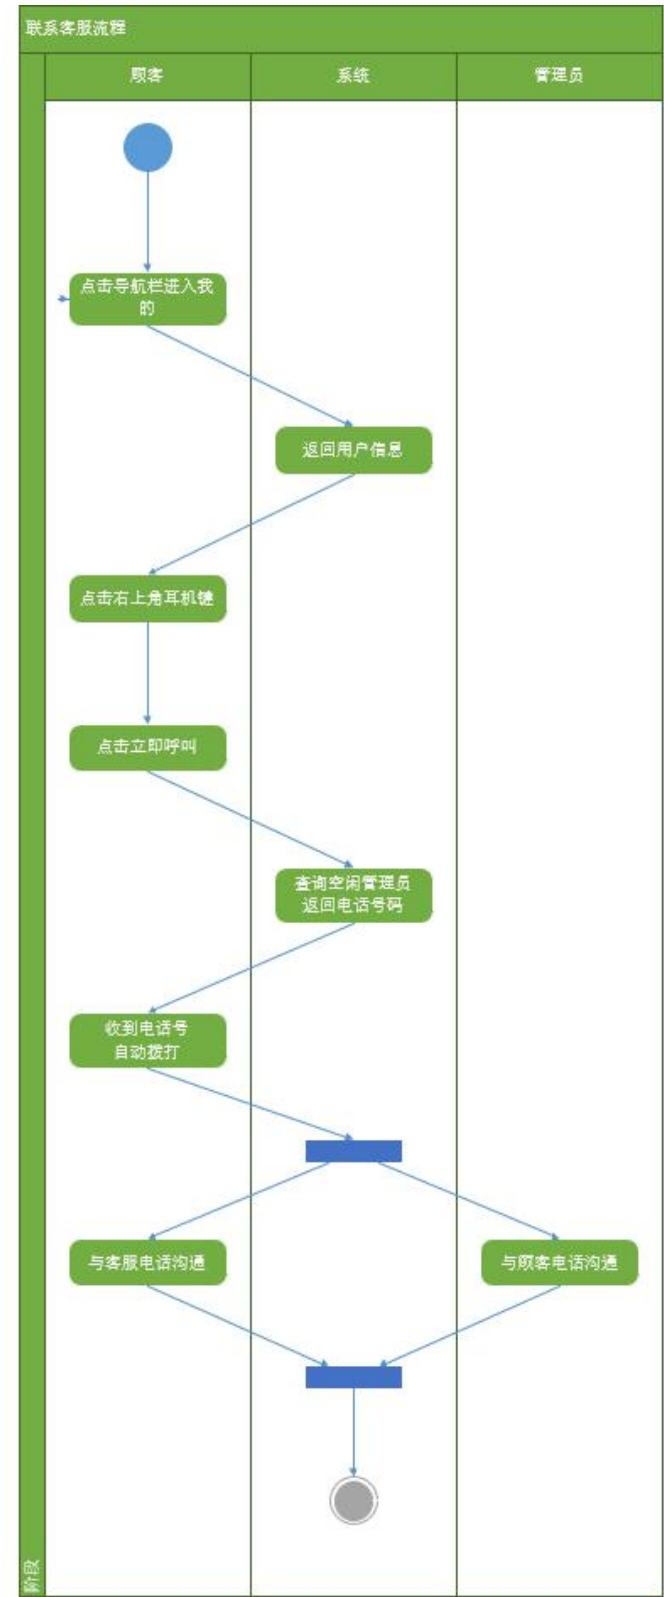 联系客服流程
顾客
系统
管理员
点击导航栏进入我
的
返回用户信息
点击右上角耳机键
点击立即呼叫
查询空闲管理员
返回电话号码
收到电话号
自动拨打
与客服电话沟通
与顾客电话沟通
阶段